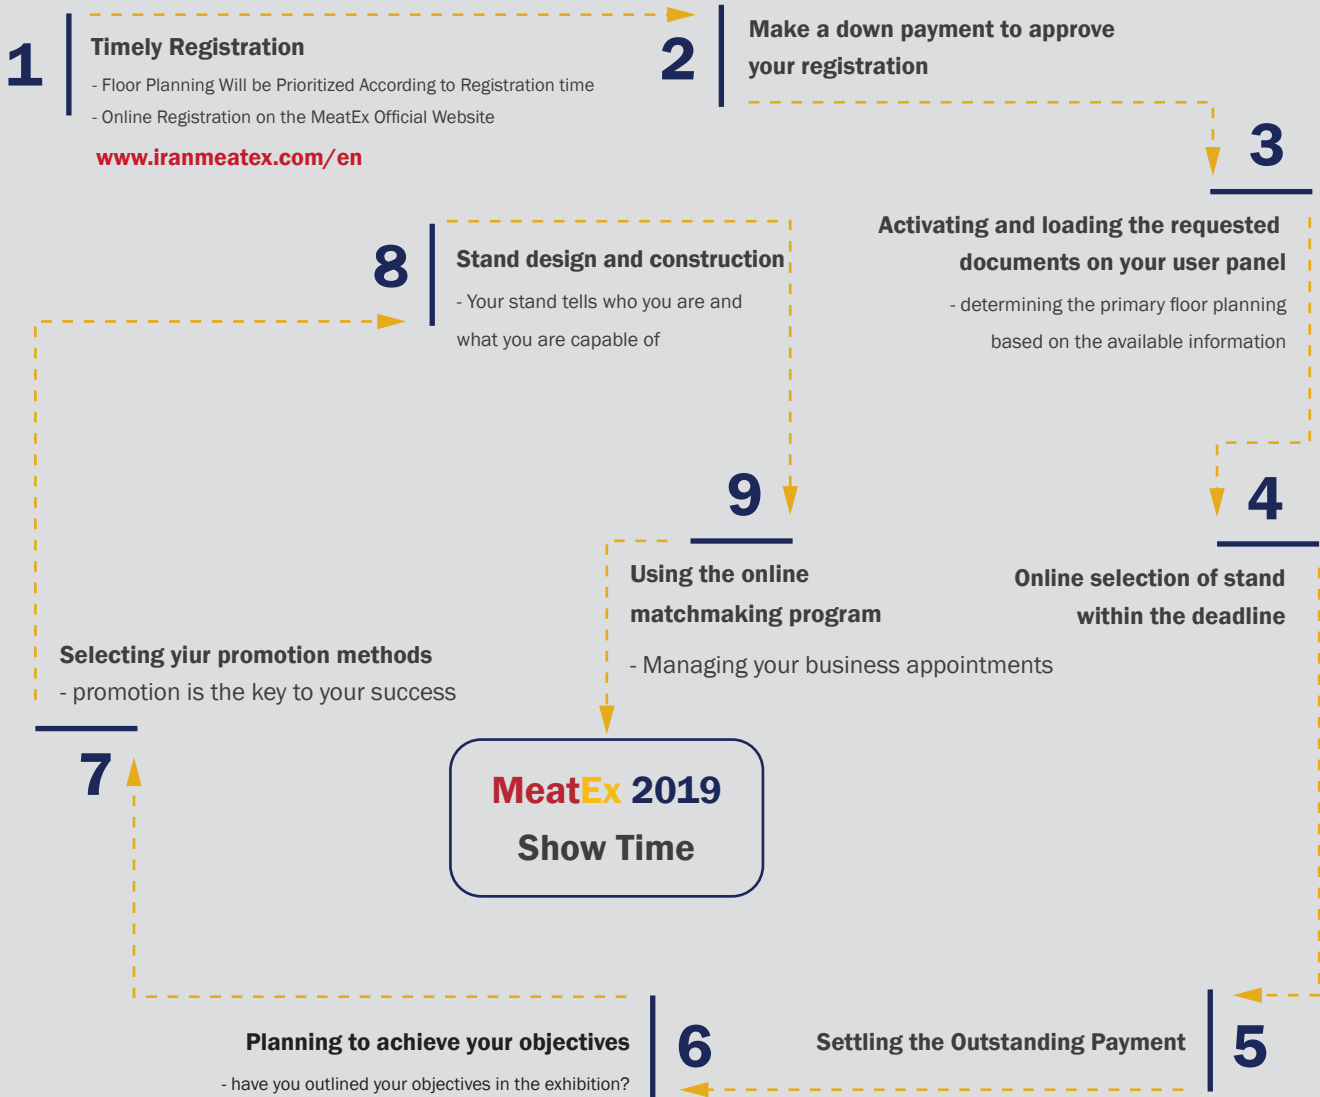 1
Timely Registration
- Floor Planning Will be Prioritized According to Registration time
- Online Registration on the MeatEx Official Website
www.iranmeatex.com/en
2
Make a down payment to approve
your registration
3
Activating and loading the requested
documents on your user panel
- determining the primary floor planning
based on the available information
4
Online selection of stand
within the deadline
5
Settling the Outstanding Payment
6
Planning to achieve your objectives
- have you outlined your objectives in the exhibition?
7
Selecting yiur promotion methods
- promotion is the key to your success
8
Stand design and construction
- Your stand tells who you are and
what you are capable of
9
Using the online
matchmaking program
- Managing your business appointments
MeatEx 2019
Show Time